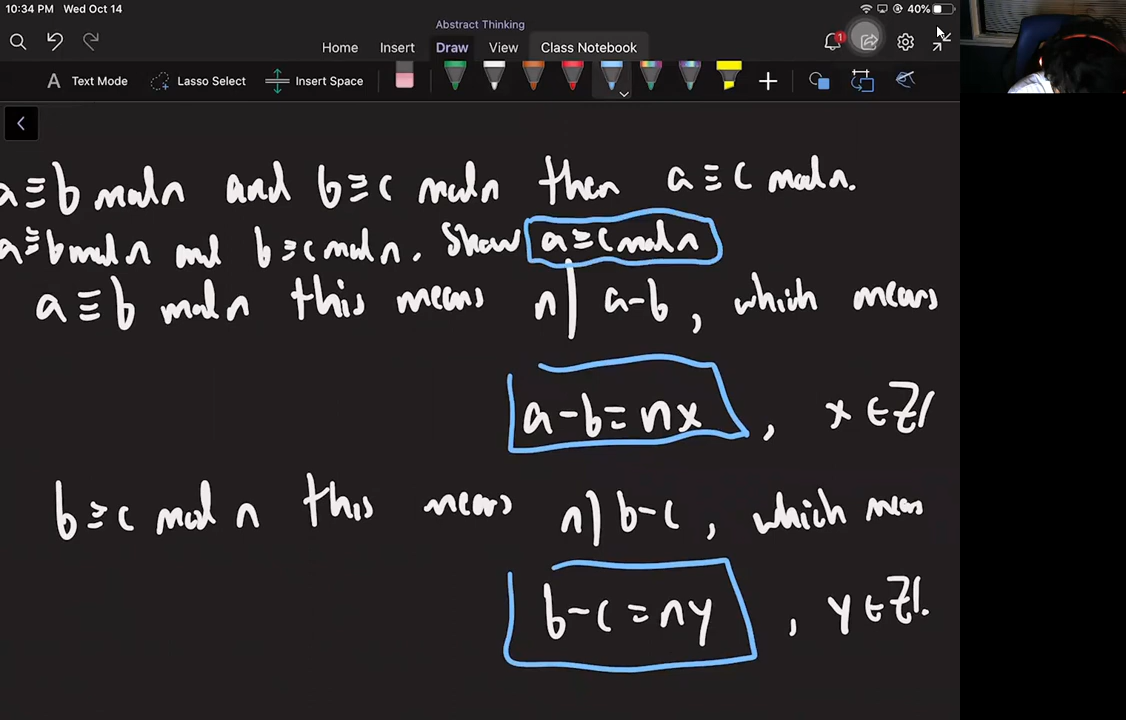 10:34 PM Wed Oct 14
40%
Abstract Thinking
Home Insert Draw View Class Notebook
1
A Text Mode Lasso Select Insert Space
a ≡ b mod n and b ≡ c mod n then a ≡ c mod n.
a ≡ b mod n and b ≡ c mod n. Show a ≡ c mod n
a ≡ b mod n this means n | a-b, which means
a-b = nx, x ∈ ℤ
b ≡ c mod n this means n | b-c, which mean
b-c = ny, y ∈ ℤ.